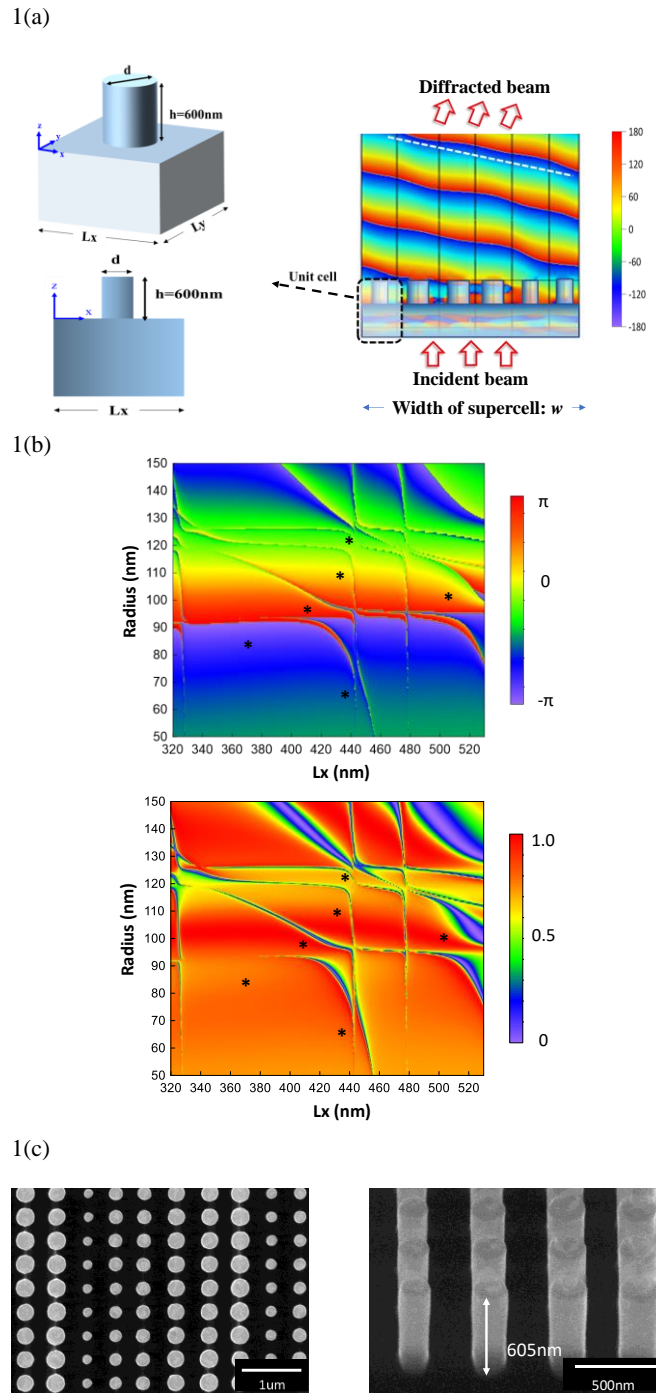 1(a)
d
h=600nm
z
y
x
Lx
Ly
d
z
h=600nm
x
Lx
Diffracted beam
180
120
60
0
-60
-120
-180
Unit cell
Incident beam
Width of supercell: w
1(b)
150
140
130
120
110
100
90
80
70
60
50
Radius (nm)
* * * * * *
320 340 360 380 400 420 440 460 480 500 520
Lx (nm)
π
0
-π
150
140
130
120
110
100
90
80
70
60
50
Radius (nm)
* * * * * *
320 340 360 380 400 420 440 460 480 500 520
Lx (nm)
1.0
0.5
0
1(c)
1um
605nm
500nm